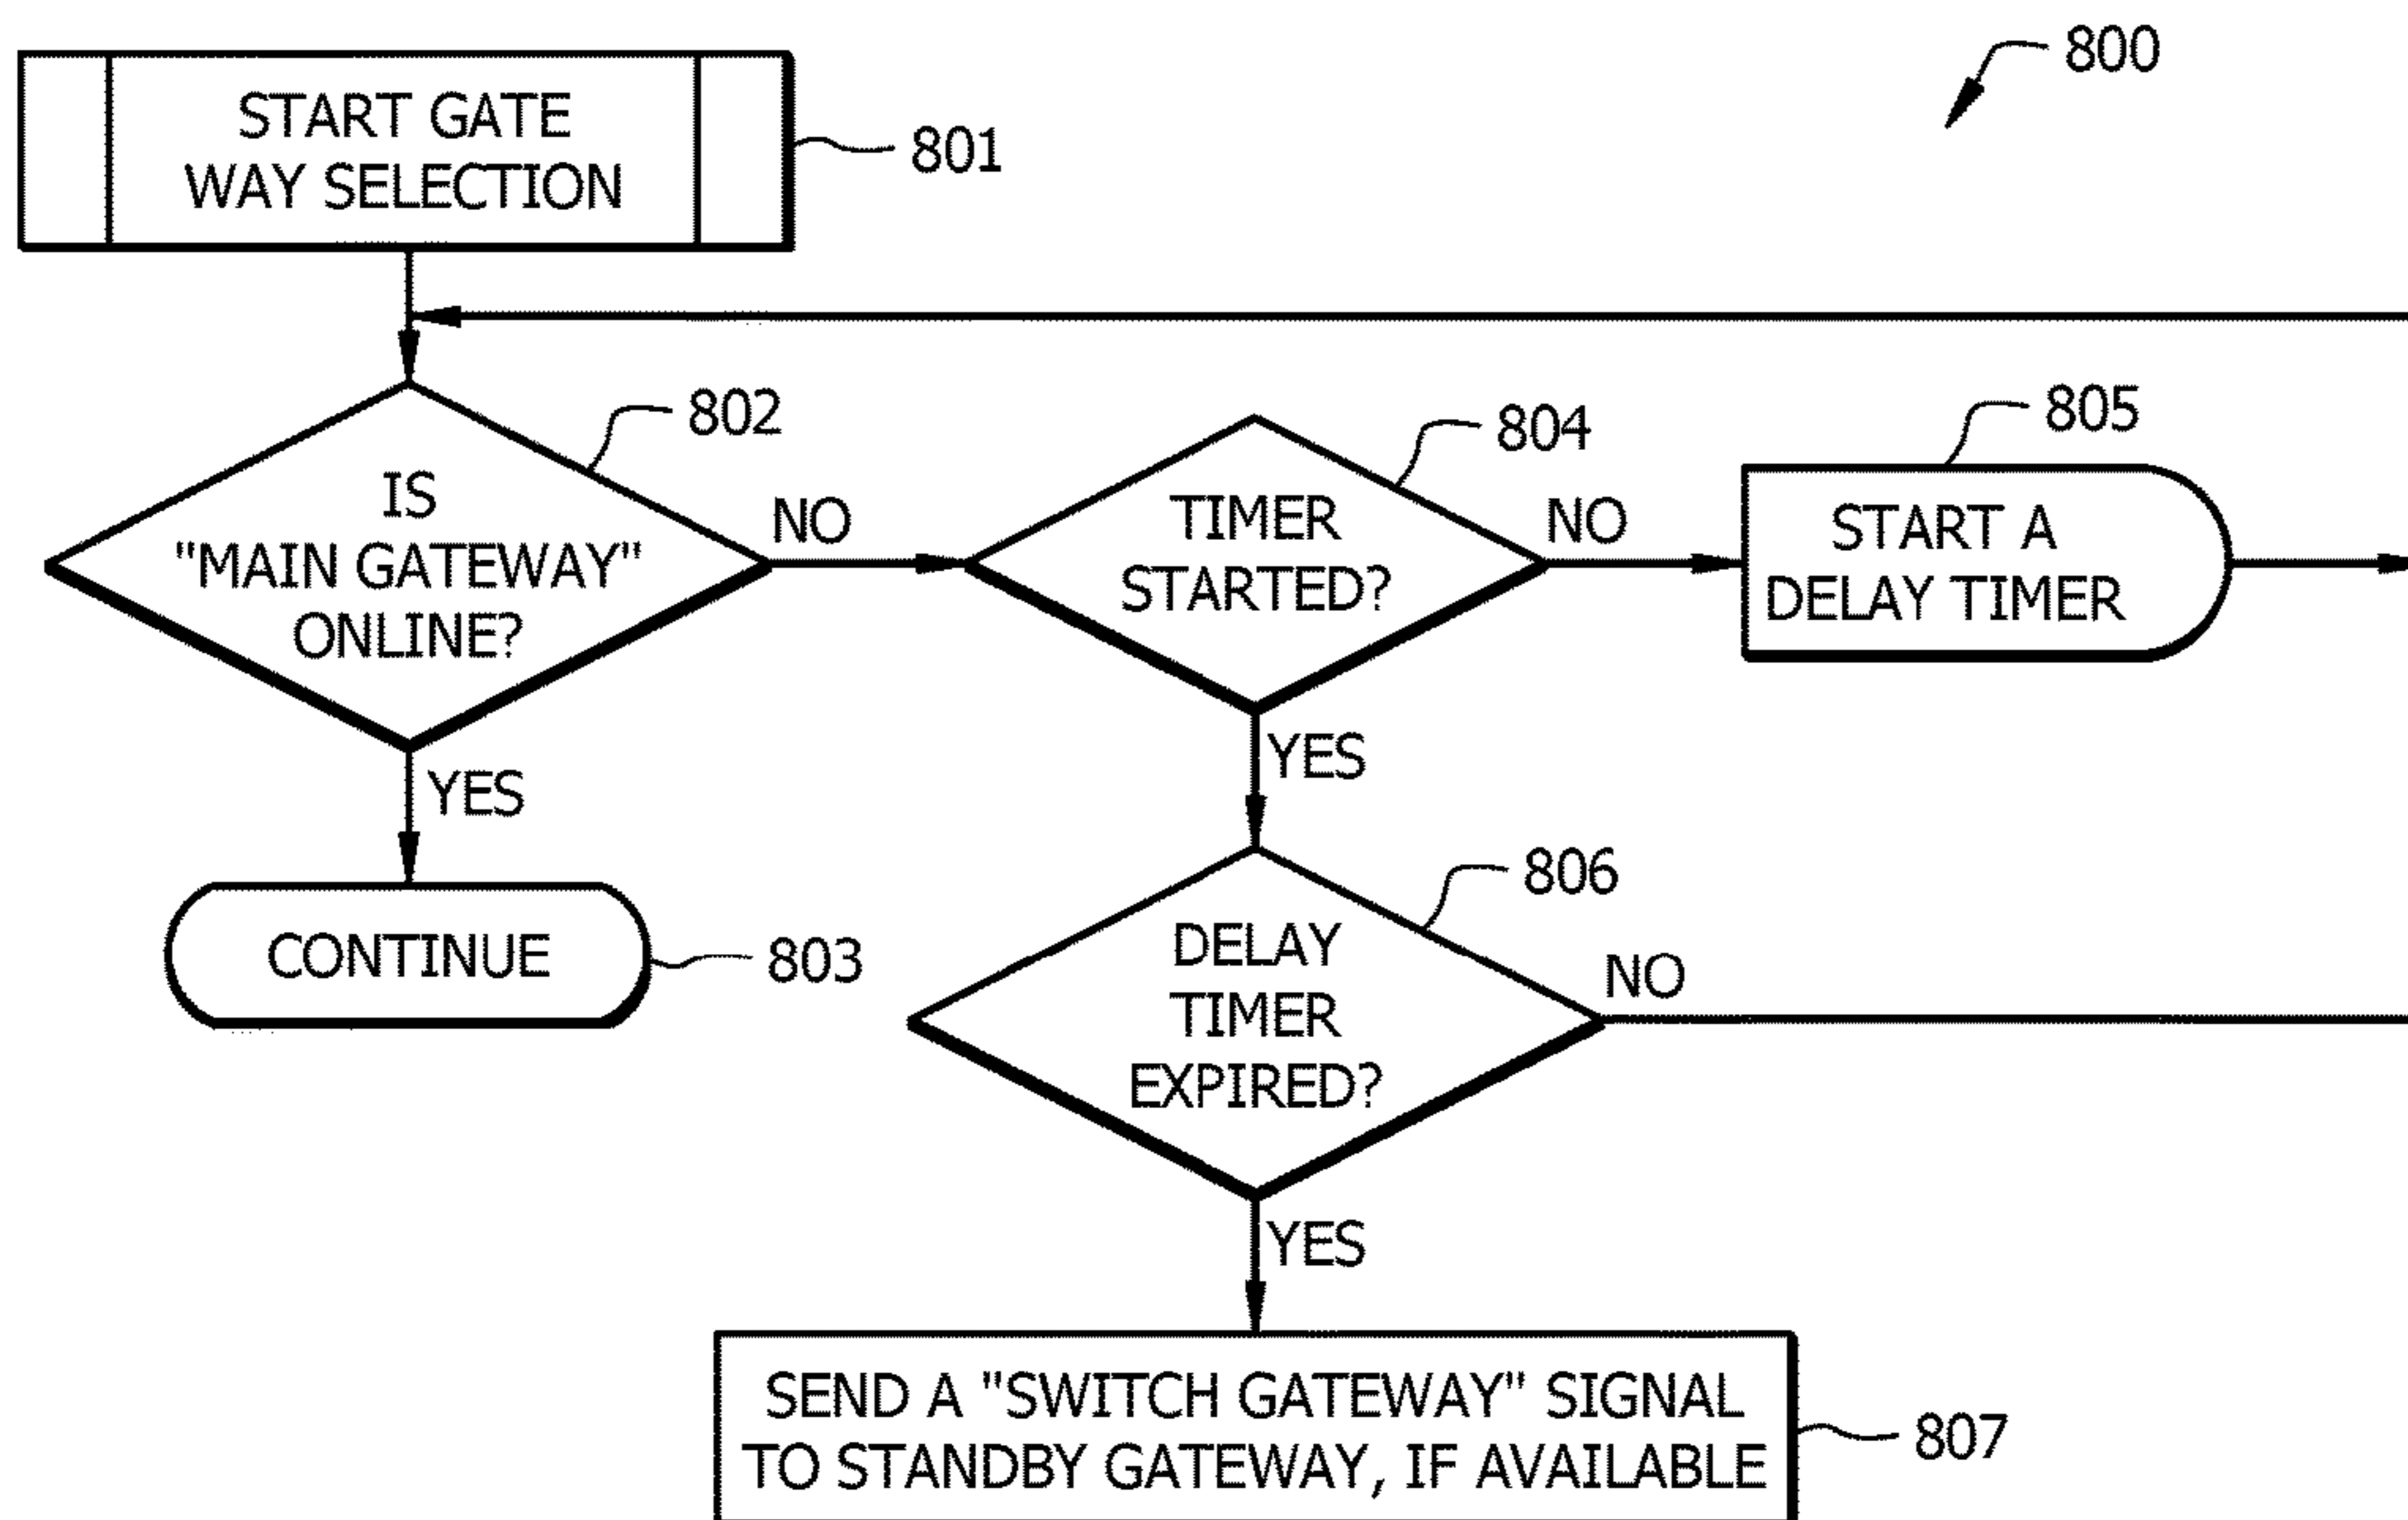 800
START GATE
WAY SELECTION
801
802
IS
"MAIN GATEWAY"
ONLINE?
NO
YES
CONTINUE
803
804
TIMER
STARTED?
NO
YES
805
START A
DELAY TIMER
806
DELAY
TIMER
EXPIRED?
NO
YES
SEND A "SWITCH GATEWAY" SIGNAL
TO STANDBY GATEWAY, IF AVAILABLE
807